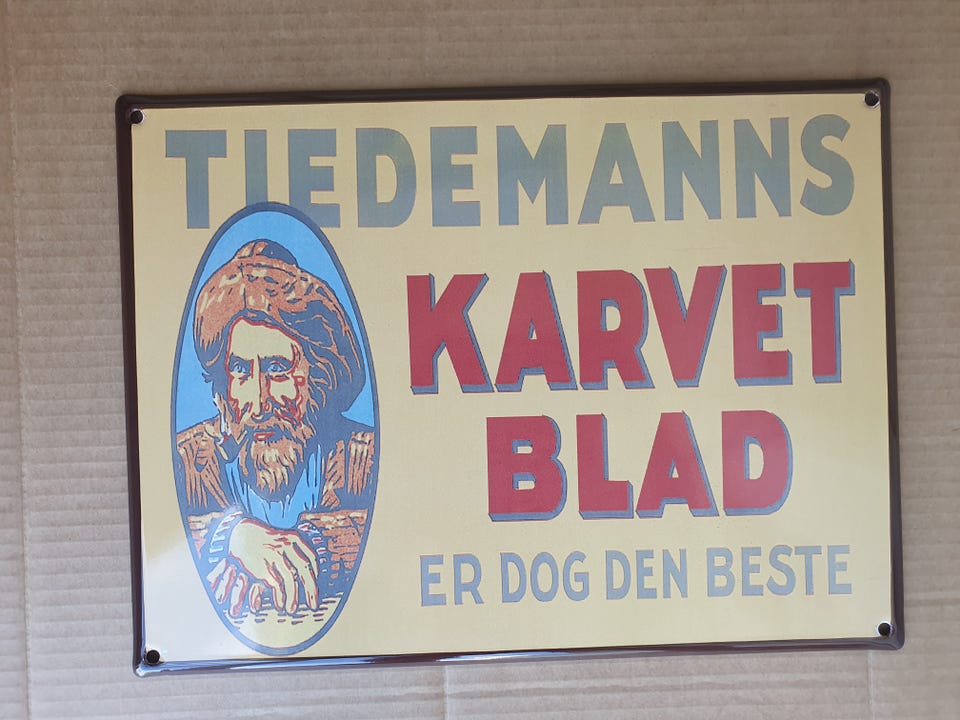 TIEDEMANNS
KARVET
BLAD
ER DOG DEN BESTE